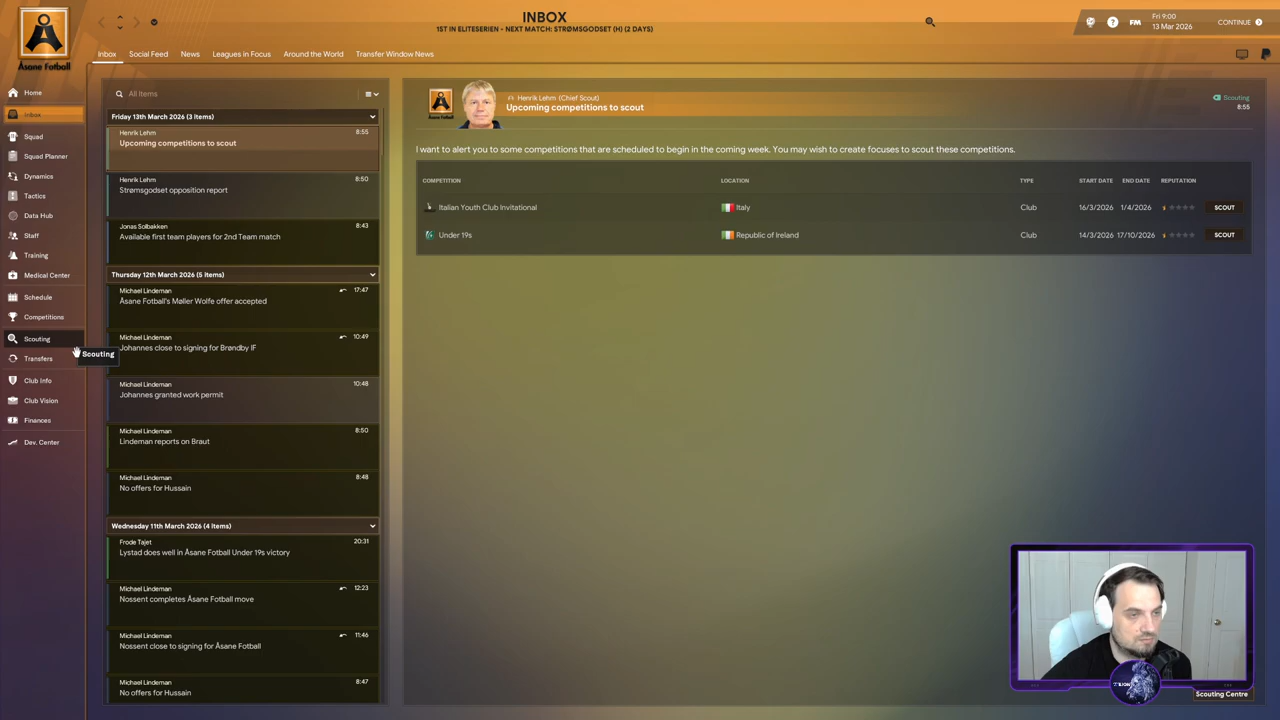 INBOX
1ST IN ELITESERIEN - NEXT MATCH: STRØMSGODSET (H) (2 DAYS)
FM
Fri 9:00
13 Mar 2026
CONTINUE
Åsane Fotball
Inbox
Social Feed
News
Leagues in Focus
Around the World
Transfer Window News
Home
Inbox
Squad
Squad Planner
Dynamics
Tactics
Data Hub
Staff
Training
Medical Center
Schedule
Competitions
Scouting
Scouting
Transfers
Club Info
Club Vision
Finances
Dev. Center
All Items
Friday 13th March 2026 (3 items)
Henrik Lehm 8:55
Upcoming competitions to scout
Henrik Lehm 8:50
Strømsgodset opposition report
Jonas Solbakken 8:43
Available first team players for 2nd Team match
Thursday 12th March 2026 (5 items)
Michael Lindeman 17:47
Åsane Fotball's Møller Wolfe offer accepted
Michael Lindeman 10:49
Johannes close to signing for Brøndby IF
Michael Lindeman 10:48
Johannes granted work permit
Michael Lindeman 8:50
Lindeman reports on Braut
Michael Lindeman 8:48
No offers for Hussain
Wednesday 11th March 2026 (4 items)
Frode Tajet 20:31
Lystad does well in Åsane Fotball Under 19s victory
Michael Lindeman 12:23
Nossent completes Åsane Fotball move
Michael Lindeman 11:46
Nossent close to signing for Åsane Fotball
Michael Lindeman 8:47
No offers for Hussain
Åsane Fotball
Henrik Lehm (Chief Scout)
Upcoming competitions to scout
Scouting
8:55
I want to alert you to some competitions that are scheduled to begin in the coming week. You may wish to create focuses to scout these competitions.
COMPETITION LOCATION TYPE START DATE END DATE REPUTATION
Italian Youth Club Invitational Italy Club 16/3/2026 1/4/2026 SCOUT
Under 19s Republic of Ireland Club 14/3/2026 17/10/2026 SCOUT
Scouting Centre